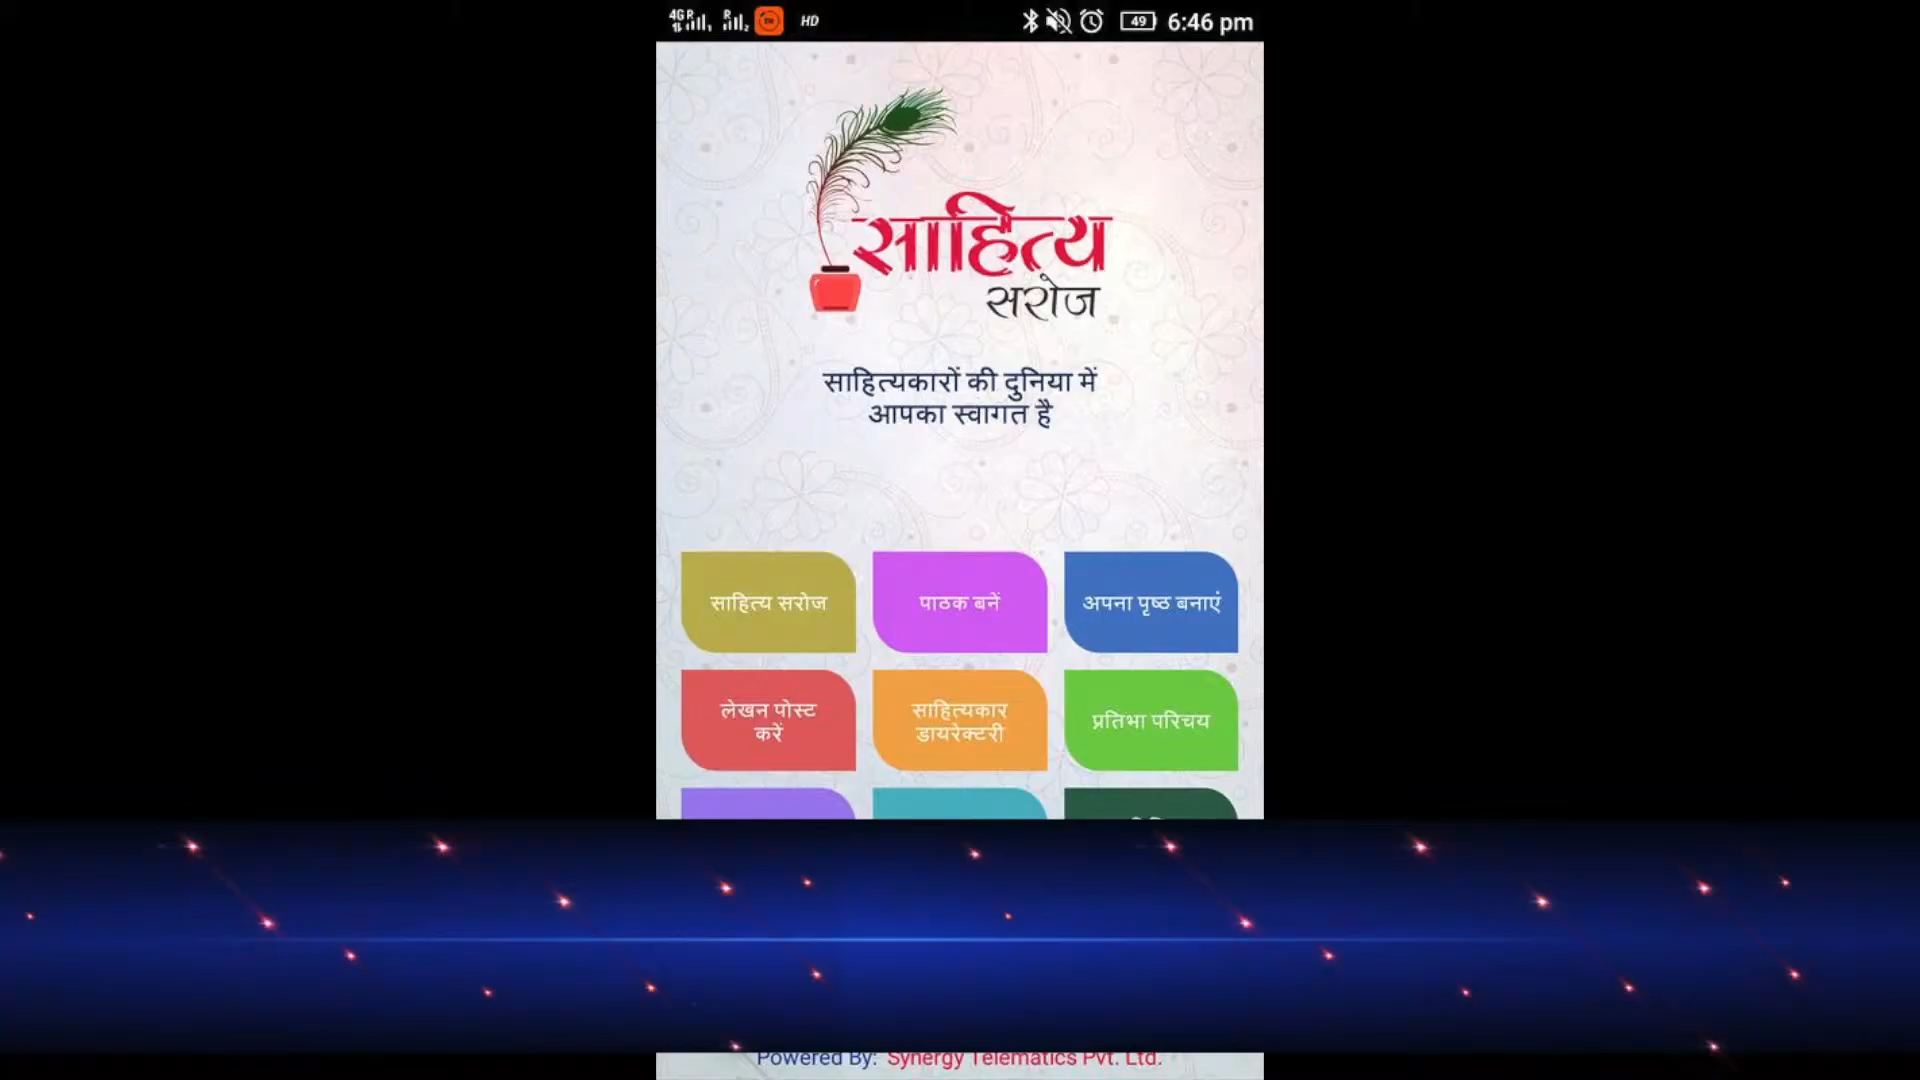 4G R R HD 49 6:46 pm
साहित्य
सरोज
साहित्यकारों की दुनिया में
आपका स्वागत है
साहित्य सरोज
पाठक बनें
अपना पृष्ठ बनाएं
लेखन पोस्ट
करें
साहित्यकार
डायरेक्टरी
प्रतिभा परिचय
Powered By: Synergy Telematics Pvt. Ltd.